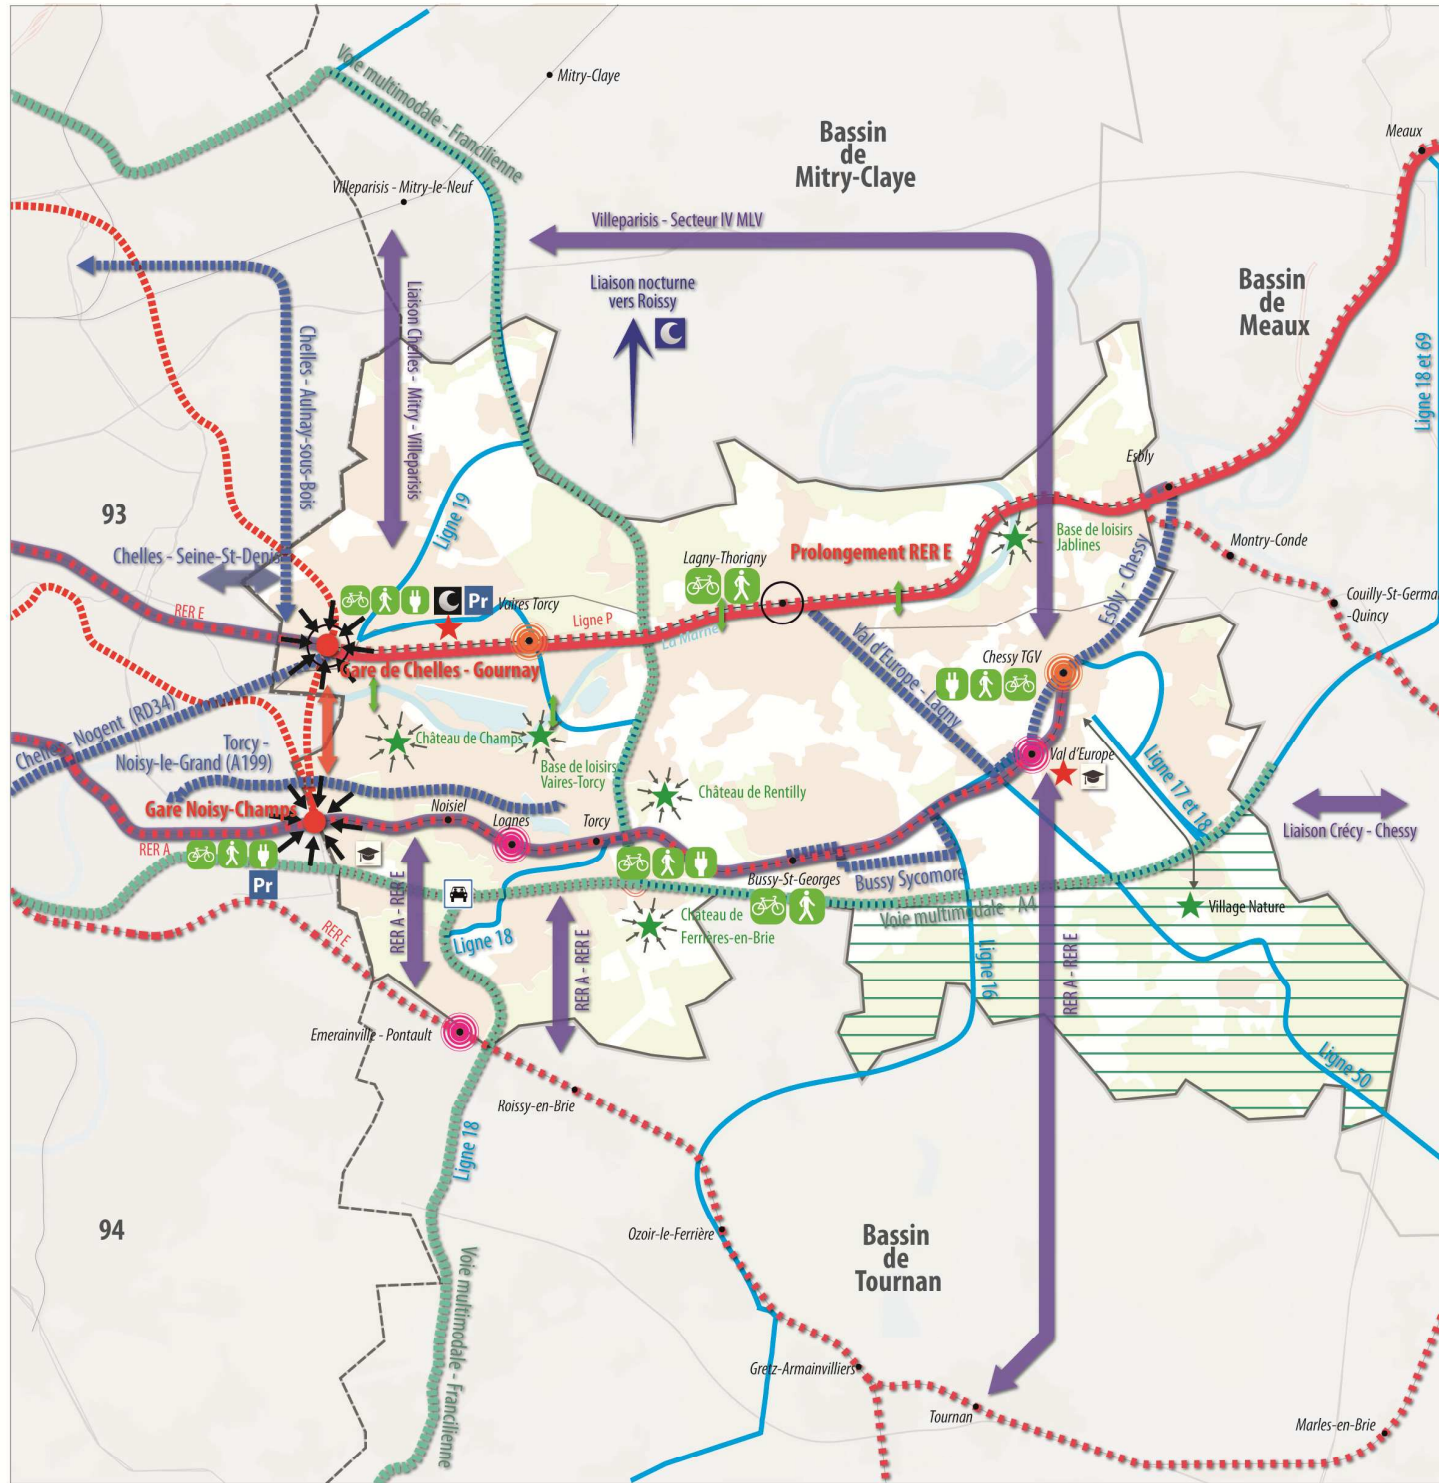 Mitry-Claye
Voie multimodale - Francilienne
Bassin
de
Mitry-Claye
Meaux
Villeparisis - Mitry-le-Neuf
Villeparisis - Secteur IV MLV
Bassin
de
Meaux
Liaison nocturne
vers Roissy
Liaison Chelles - Mitry - Villeparisis
Chelles - Aulnay-sous-Bois
Ligne 18 et 69
Esbly
93
Ligne 19
Chelles - Seine-St-Denis
Lagny-Thorigny
Prolongement RER E
Base de loisirs
Jablines
Montry-Conde
RER E
Pr
Vaires Torcy
Ligne P
La Marne
Esbly - Chessy
Couilly-St-Germa
-Quincy
Gare de Chelles - Gournay
Val d'Europe - Lagny
Chessy TGV
Chelles - Nogent (RD34)
Torcy -
Noisy-le-Grand (A199)
Château de Champs
Base de loisirs
Vaires-Torcy
Val d'Europe
Ligne 17 et 18
Château de Rentilly
Gare Noisy-Champs
Noisiel
Lognes
Torcy
Liaison Crécy - Chessy
RER A
Pr
Bussy-St-Georges
Bussy Sycomore
Voie multimodale - A4
Village Nature
RER E
RER A - RER E
Ligne 18
RER A - RER E
Château de
Ferrières-en-Brie
Ligne 16
RER A - RER E
Emerainville - Pontault
Ligne 50
Roissy-en-Brie
Ligne 18
94
Ozoir-le-Ferrière
Bassin
de
Tournan
Voie multimodale - Francilienne
Gretz-Armainvilliers
Tournan
Marles-en-Brie